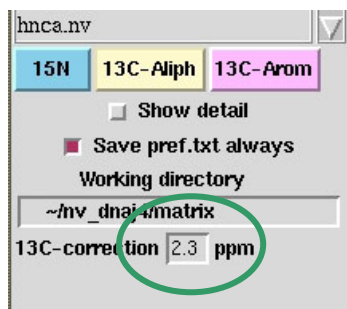 hnca.nv
15N 13C-Aliph 13C-Arom
Show detail
Save pref.txt always
Working directory
~/nv_dnaj4/matrix
13C-correction 2.3 ppm